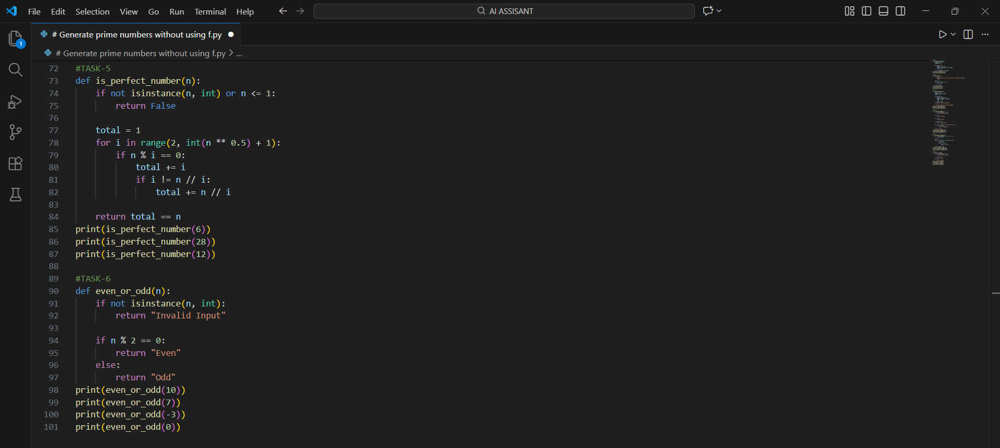 File Edit Selection View Go Run Terminal Help AI ASSISANT
# Generate prime numbers without using f.py
# Generate prime numbers without using f.py > ...
1
72 #TASK-5
73 def is_perfect_number(n):
74     if not isinstance(n, int) or n <= 1:
75         return False
76
77     total = 1
78     for i in range(2, int(n ** 0.5) + 1):
79         if n % i == 0:
80             total += i
81             if i != n // i:
82                 total += n // i
83
84     return total == n
85 print(is_perfect_number(6))
86 print(is_perfect_number(28))
87 print(is_perfect_number(12))
88
89 #TASK-6
90 def even_or_odd(n):
91     if not isinstance(n, int):
92         return "Invalid Input"
93
94     if n % 2 == 0:
95         return "Even"
96     else:
97         return "Odd"
98 print(even_or_odd(10))
99 print(even_or_odd(7))
100 print(even_or_odd(-3))
101 print(even_or_odd(0))